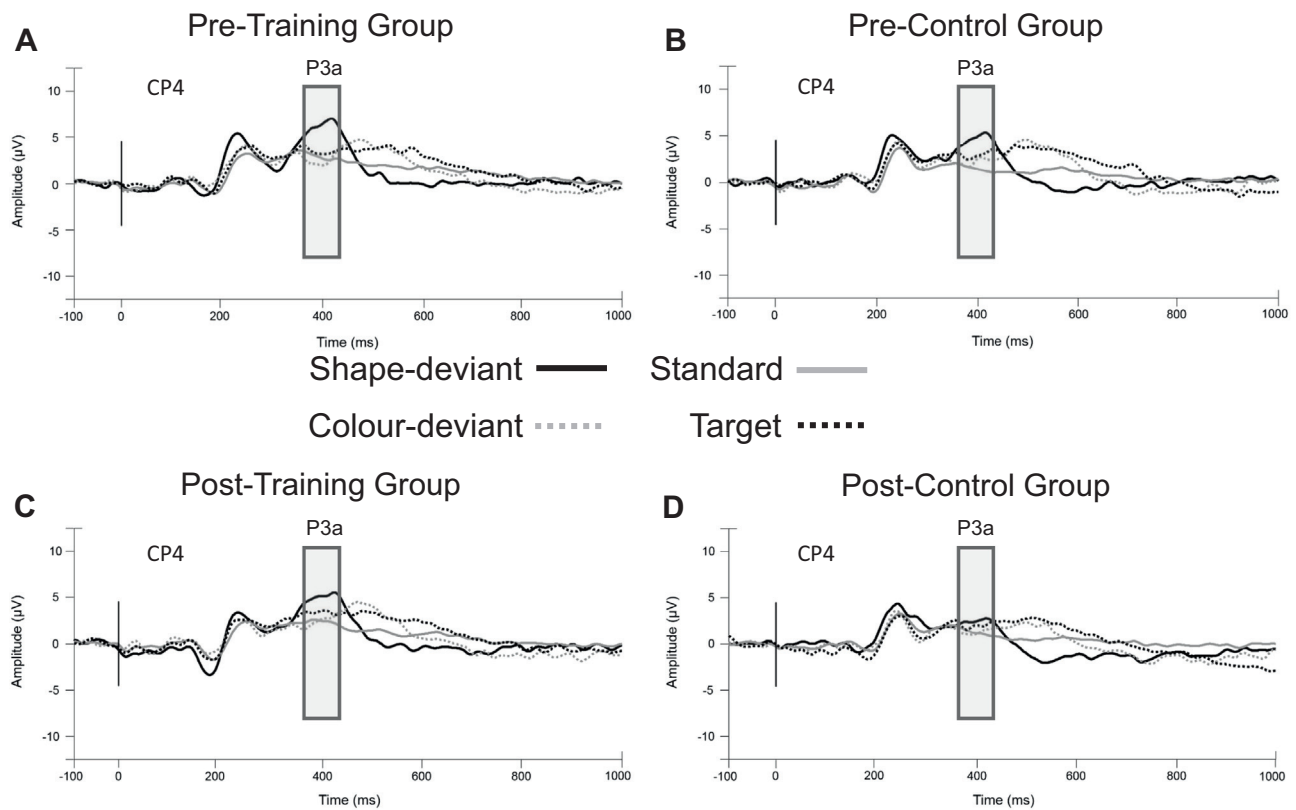 A
Pre-Training Group
B
Pre-Control Group
P3a
P3a
CP4
CP4
10
5
0
-5
-10
Amplitude (µV)
-100 0 200 400 600 800 1000
Time (ms)
10
5
0
-5
-10
Amplitude (µV)
-100 0 200 400 600 800 1000
Time (ms)
Shape-deviant
Standard
Colour-deviant
Target
C
Post-Training Group
D
Post-Control Group
P3a
P3a
CP4
CP4
10
5
0
-5
-10
Amplitude (µV)
-100 0 200 400 600 800 1000
Time (ms)
10
5
0
-5
-10
Amplitude (µV)
-100 0 200 400 600 800 1000
Time (ms)